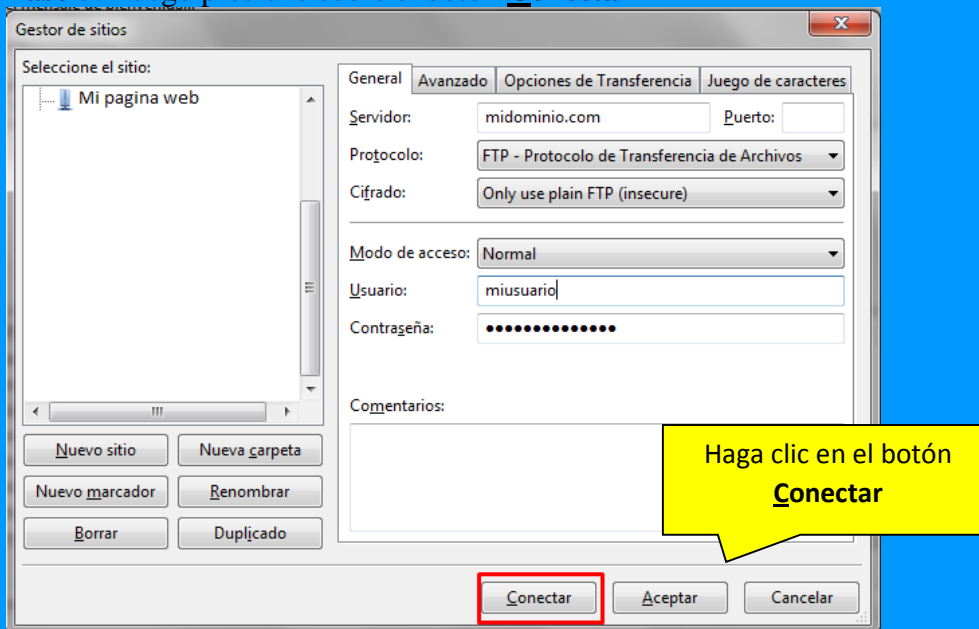 Gestor de sitios
Seleccione el sitio:
Mi pagina web
General Avanzado Opciones de Transferencia Juego de caracteres
Servidor: midominio.com Puerto:
Protocolo: FTP - Protocolo de Transferencia de Archivos
Cifrado: Only use plain FTP (insecure)
Modo de acceso: Normal
Usuario: miusuario
Contraseña: ••••••••••••••
Comentarios:
Nuevo sitio Nueva carpeta
Nuevo marcador Renombrar
Borrar Duplicado
Haga clic en el botón
Conectar
Conectar Aceptar Cancelar